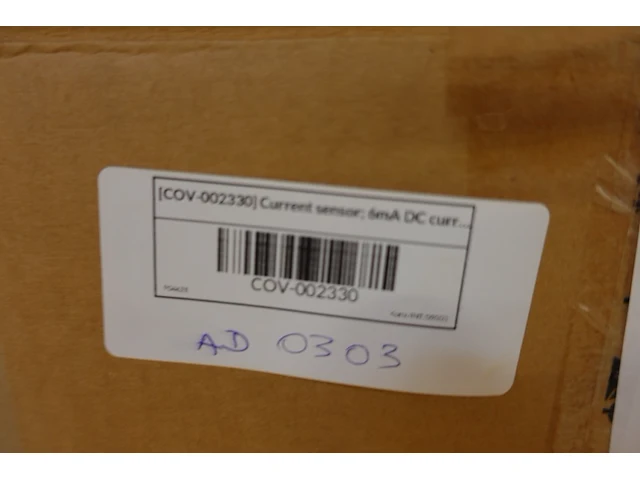 [COV-002330] Current sensor; 6mA DC curr...
COV-002330
AD 0303